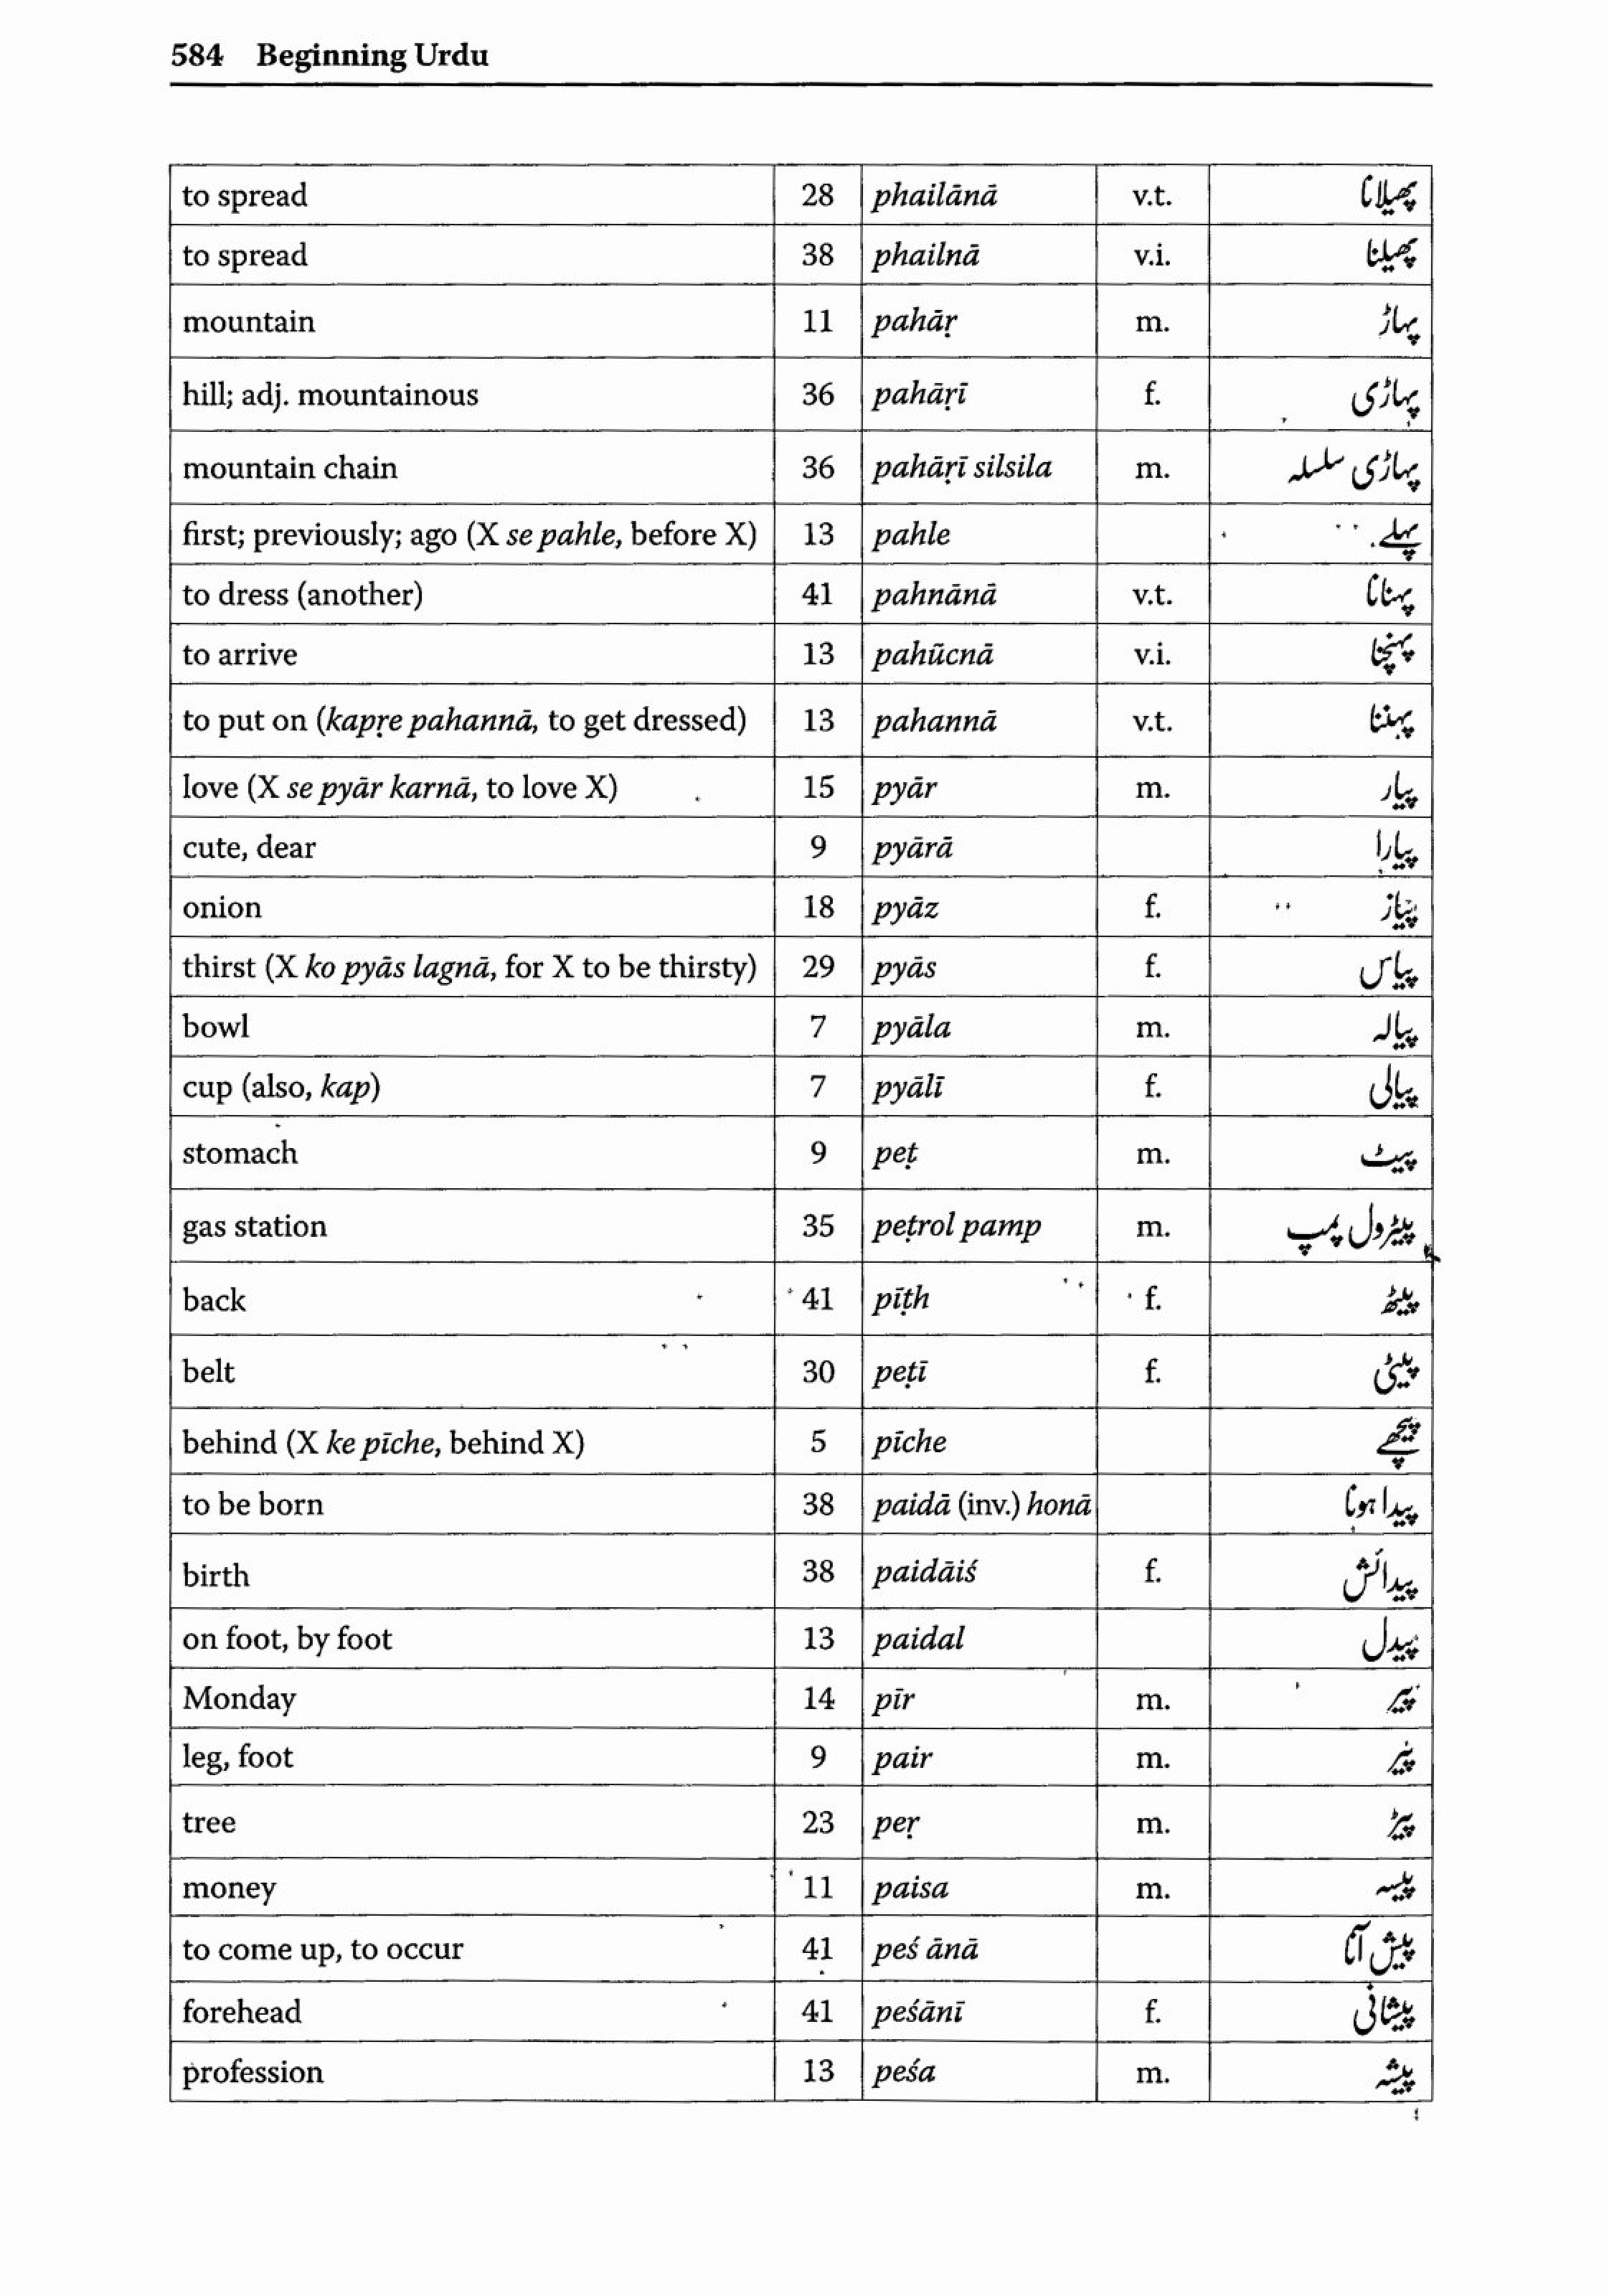 584 Beginning Urdu
to spread 28 phailānā v.t. پھیلانا
to spread 38 phailnā v.i. پھیلنا
mountain 11 pahāṛ m. پہاڑ
hill; adj. mountainous 36 pahāṛī f. پہاڑی
mountain chain 36 pahāṛī silsila m. پہاڑی سلسلہ
first; previously; ago (X se pahle, before X) 13 pahle پہلے
to dress (another) 41 pahnānā v.t. پہنانا
to arrive 13 pahũcnā v.i. پہنچنا
to put on (kapṛe pahannā, to get dressed) 13 pahannā v.t. پہننا
love (X se pyār karnā, to love X) 15 pyār m. پیار
cute, dear 9 pyārā پیارا
onion 18 pyāz f. پیاز
thirst (X ko pyās lagnā, for X to be thirsty) 29 pyās f. پیاس
bowl 7 pyāla m. پیالہ
cup (also, kap) 7 pyālī f. پیالی
stomach 9 peṭ m. پیٹ
gas station 35 peṭrol pamp m. پیٹرول پمپ
back 41 pīṭh f. پیٹھ
belt 30 peṭī f. پیٹی
behind (X ke pīche, behind X) 5 pīche پیچھے
to be born 38 paidā (inv.) honā پیدا ہونا
birth 38 paidāiś f. پیدائش
on foot, by foot 13 paidal پیدل
Monday 14 pīr m. پیر
leg, foot 9 pair m. پَیر
tree 23 peṛ m. پیڑ
money 11 paisa m. پیسہ
to come up, to occur 41 peś ānā پیش آنا
forehead 41 peśānī f. پیشانی
profession 13 peśa m. پیشہ